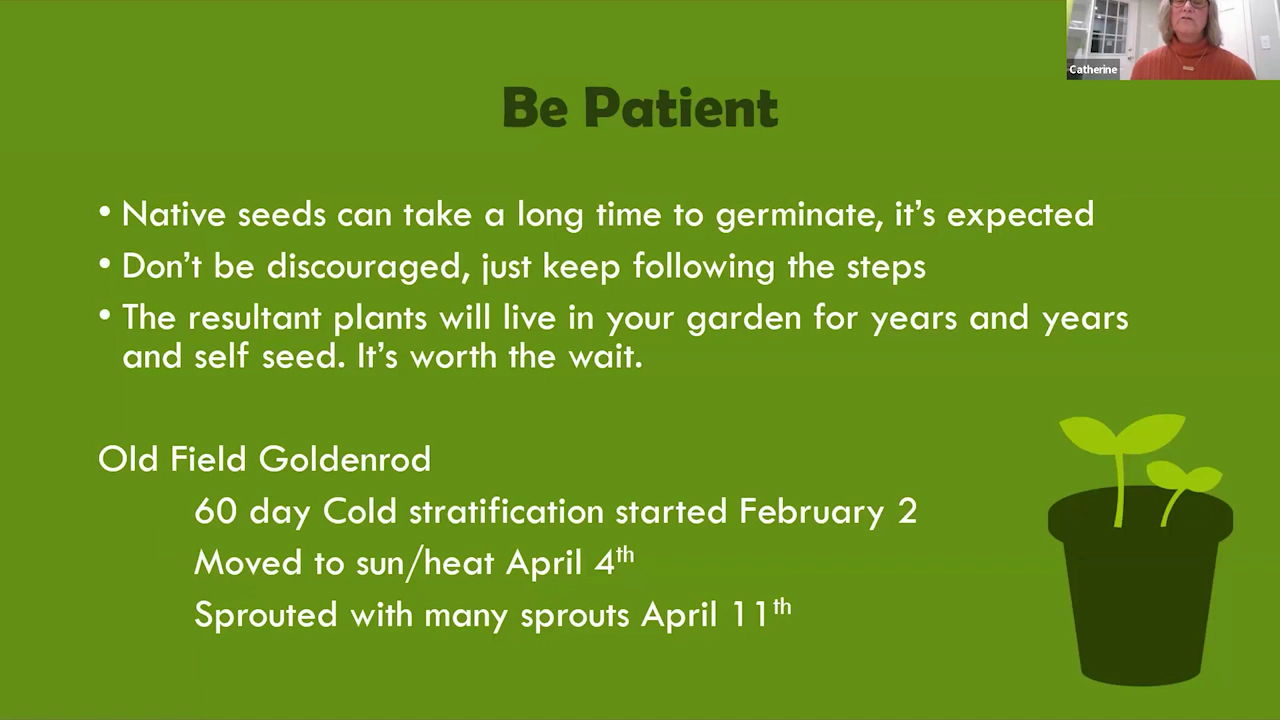 Catherine
Be Patient
• Native seeds can take a long time to germinate, it’s expected
• Don’t be discouraged, just keep following the steps
• The resultant plants will live in your garden for years and years
and self seed. It’s worth the wait.
Old Field Goldenrod
60 day Cold stratification started February 2
Moved to sun/heat April 4th
Sprouted with many sprouts April 11th